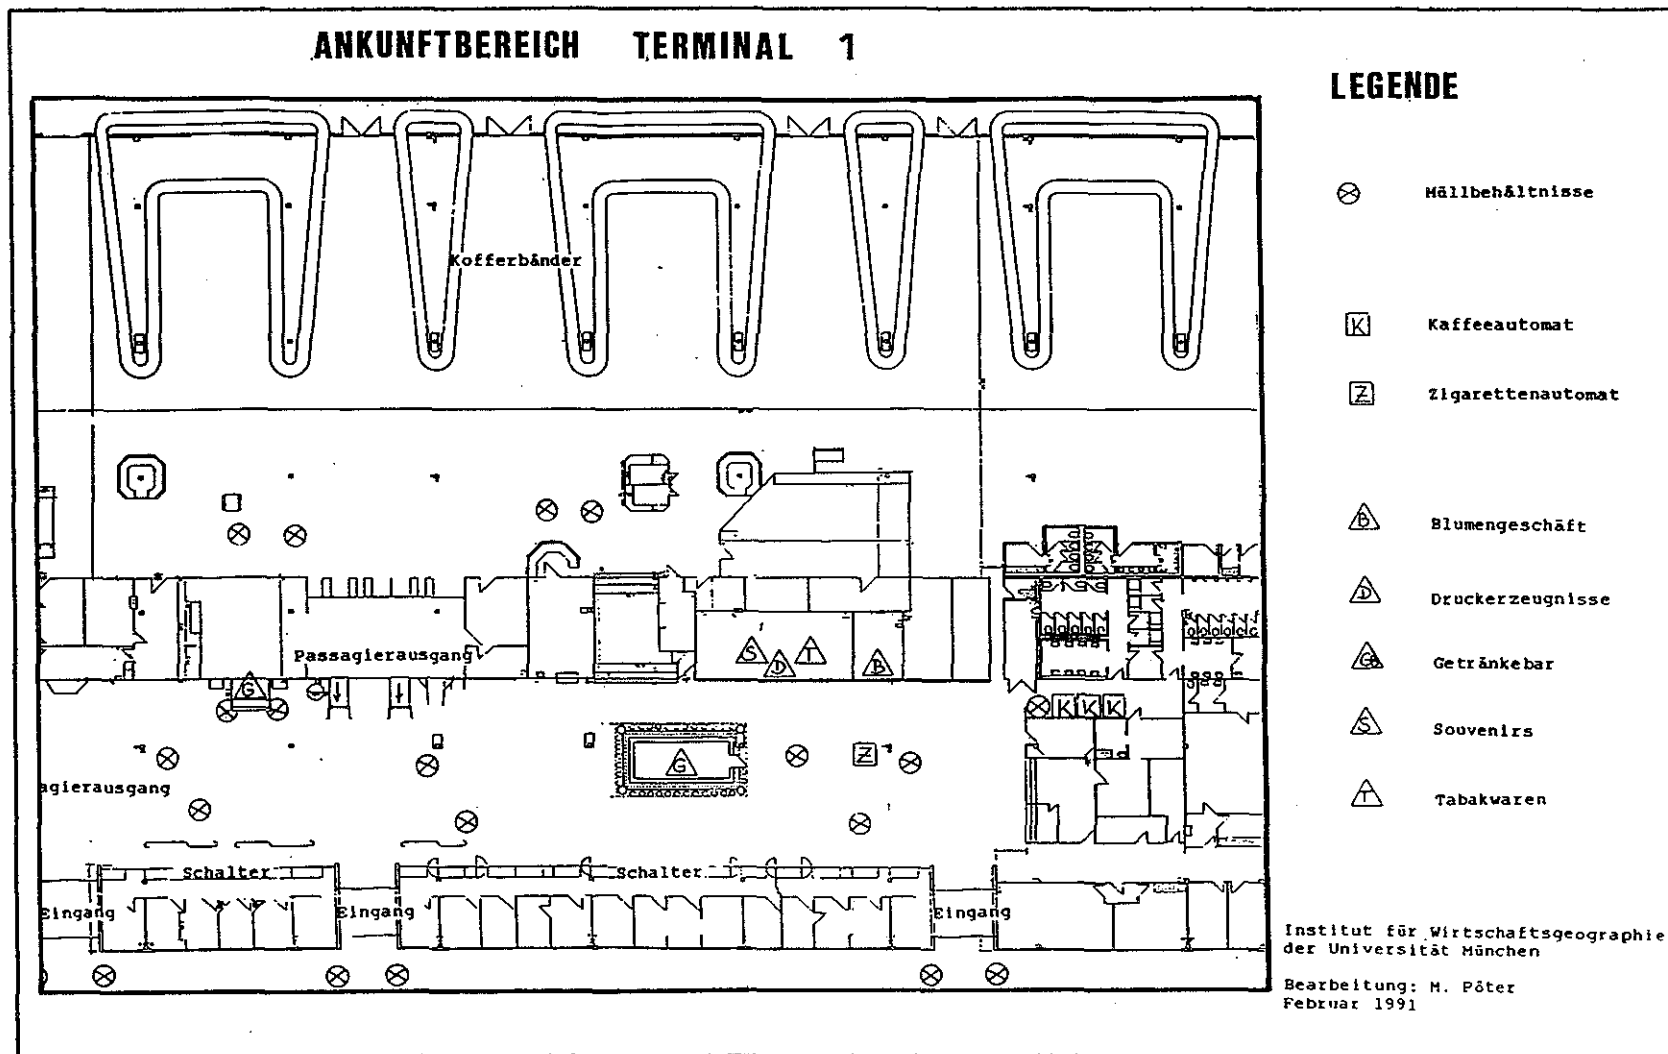 ANKUNFTBEREICH TERMINAL 1
LEGENDE
Müllbehältnisse
K Kaffeeautomat
Z Zigarettenautomat
B Blumengeschäft
D Druckerzeugnisse
G Getränkebar
S Souvenirs
T Tabakwaren
Kofferbänder
S D T B
Passagierausgang
G
K K K
G
Z
agierausgang
Schalter
Schalter
Eingang
Eingang
Eingang
Institut für Wirtschaftsgeographie
der Universität München
Bearbeitung: M. Pöter
Februar 1991